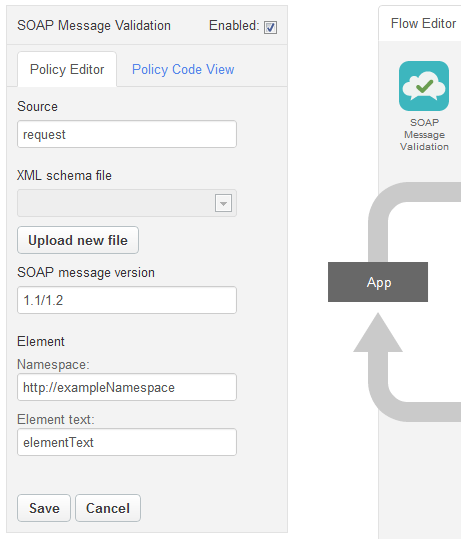 SOAP Message Validation
Enabled:
Policy Editor
Policy Code View
Source
request
XML schema file
Upload new file
SOAP message version
1.1/1.2
Element
Namespace:
http://exampleNamespace
Element text:
elementText
Save
Cancel
Flow Editor
SOAP
Message
Validation
App